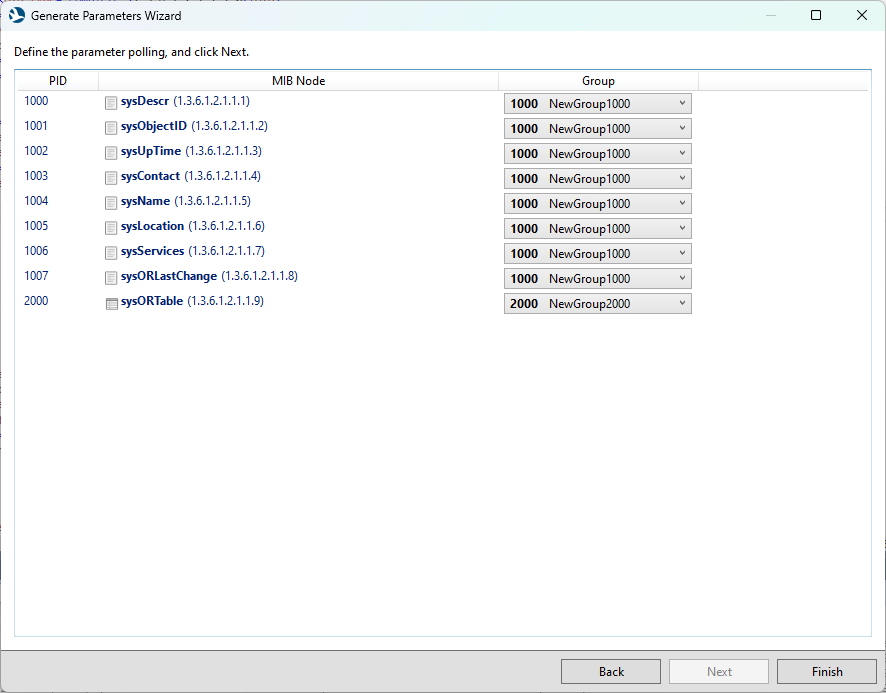 Generate Parameters Wizard
Define the parameter polling, and click Next.
PID MIB Node Group
1000 sysDescr (1.3.6.1.2.1.1.1) 1000 NewGroup1000
1001 sysObjectID (1.3.6.1.2.1.1.2) 1000 NewGroup1000
1002 sysUpTime (1.3.6.1.2.1.1.3) 1000 NewGroup1000
1003 sysContact (1.3.6.1.2.1.1.4) 1000 NewGroup1000
1004 sysName (1.3.6.1.2.1.1.5) 1000 NewGroup1000
1005 sysLocation (1.3.6.1.2.1.1.6) 1000 NewGroup1000
1006 sysServices (1.3.6.1.2.1.1.7) 1000 NewGroup1000
1007 sysORLastChange (1.3.6.1.2.1.1.8) 1000 NewGroup1000
2000 sysORTable (1.3.6.1.2.1.1.9) 2000 NewGroup2000
Back Next Finish